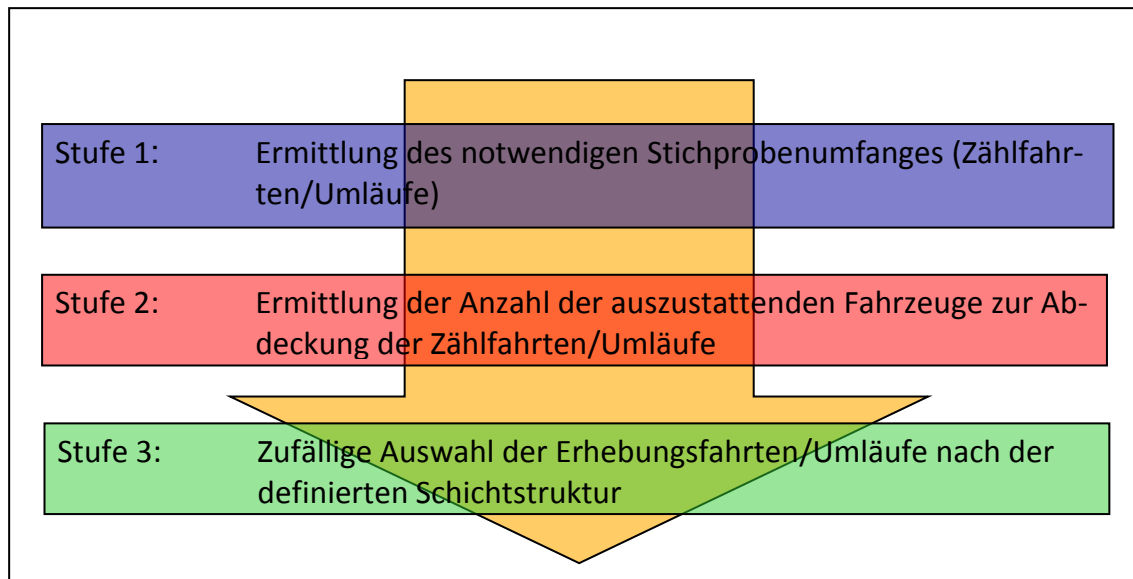 Stufe 1: Ermittlung des notwendigen Stichprobenumfanges (Zählfahr-
ten/Umläufe)
Stufe 2: Ermittlung der Anzahl der auszustattenden Fahrzeuge zur Ab-
deckung der Zählfahrten/Umläufe
Stufe 3: Zufällige Auswahl der Erhebungsfahrten/Umläufe nach der
definierten Schichtstruktur